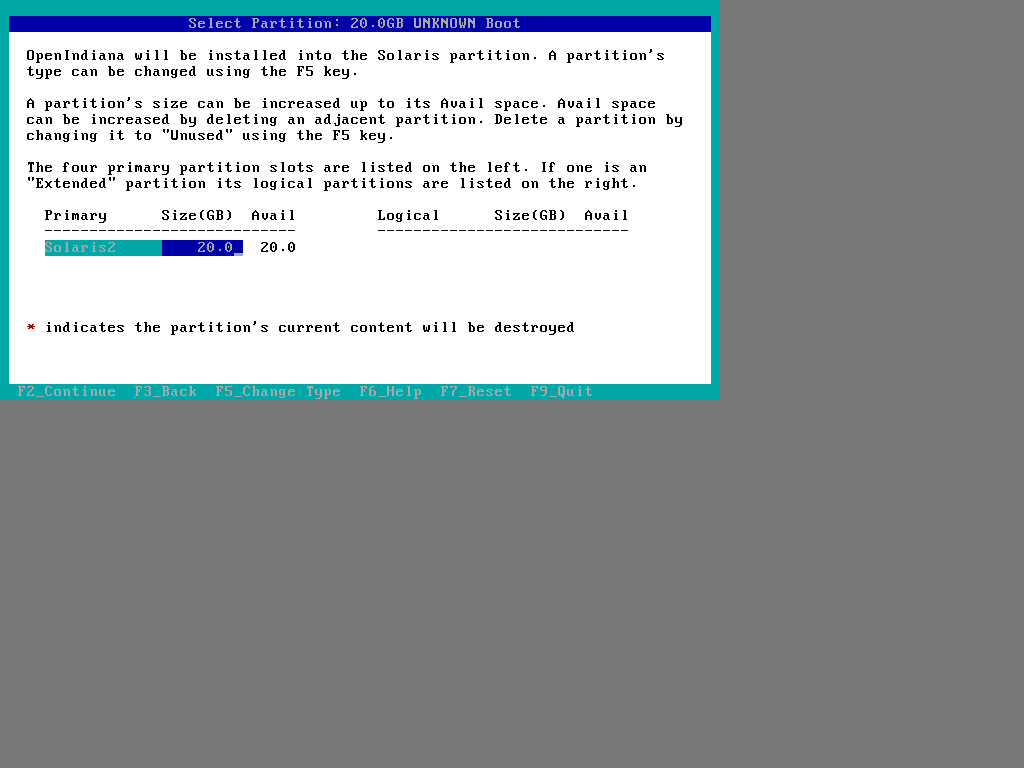 Select Partition: 20.0GB UNKNOWN Boot
OpenIndiana will be installed into the Solaris partition. A partition's
type can be changed using the F5 key.
A partition's size can be increased up to its Avail space. Avail space
can be increased by deleting an adjacent partition. Delete a partition by
changing it to "Unused" using the F5 key.
The four primary partition slots are listed on the left. If one is an
"Extended" partition its logical partitions are listed on the right.
Primary Size(GB) Avail Logical Size(GB) Avail
---------------------------- ----------------------------
Solaris2 20.0_ 20.0
* indicates the partition's current content will be destroyed
F2_Continue F3_Back F5_Change Type F6_Help F7_Reset F9_Quit